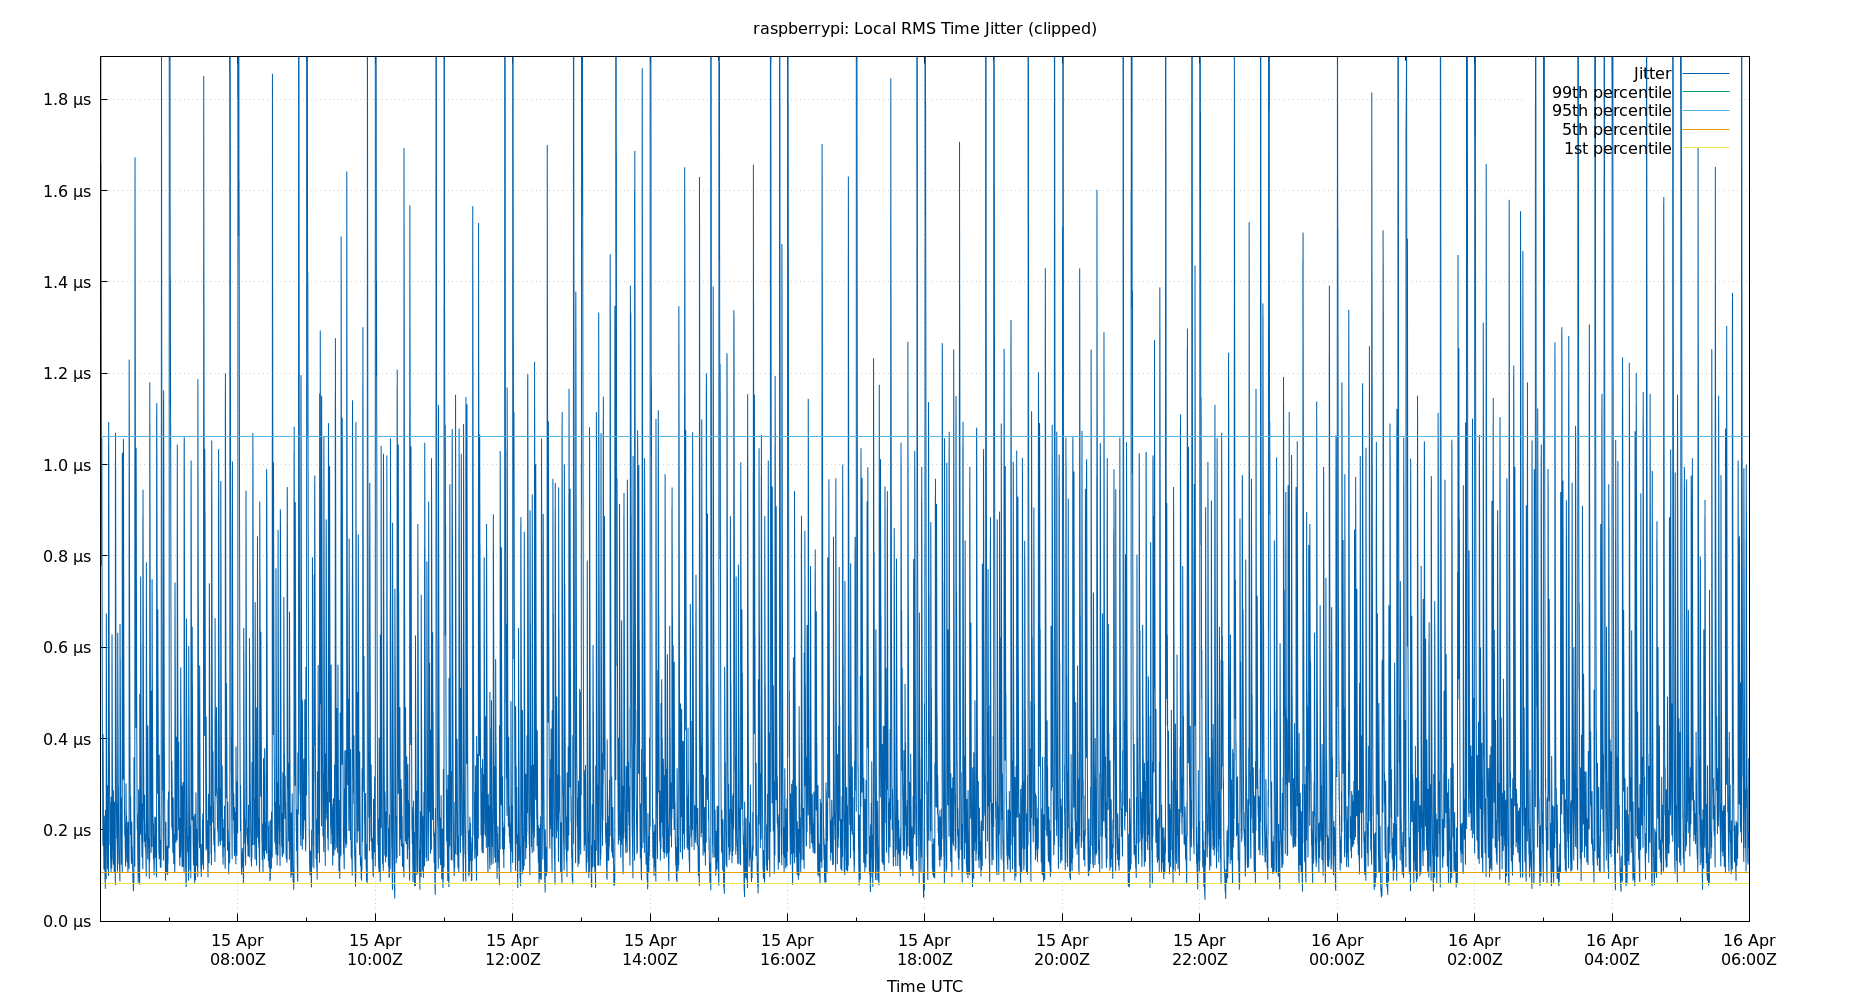 raspberrypi: Local RMS Time Jitter (clipped)
Jitter
99th percentile
95th percentile
5th percentile
1st percentile
1.8 µs
1.6 µs
1.4 µs
1.2 µs
1.0 µs
0.8 µs
0.6 µs
0.4 µs
0.2 µs
0.0 µs
15 Apr 15 Apr 15 Apr 15 Apr 15 Apr 15 Apr 15 Apr 15 Apr 16 Apr 16 Apr 16 Apr 16 Apr
08:00Z 10:00Z 12:00Z 14:00Z 16:00Z 18:00Z 20:00Z 22:00Z 00:00Z 02:00Z 04:00Z 06:00Z
Time UTC